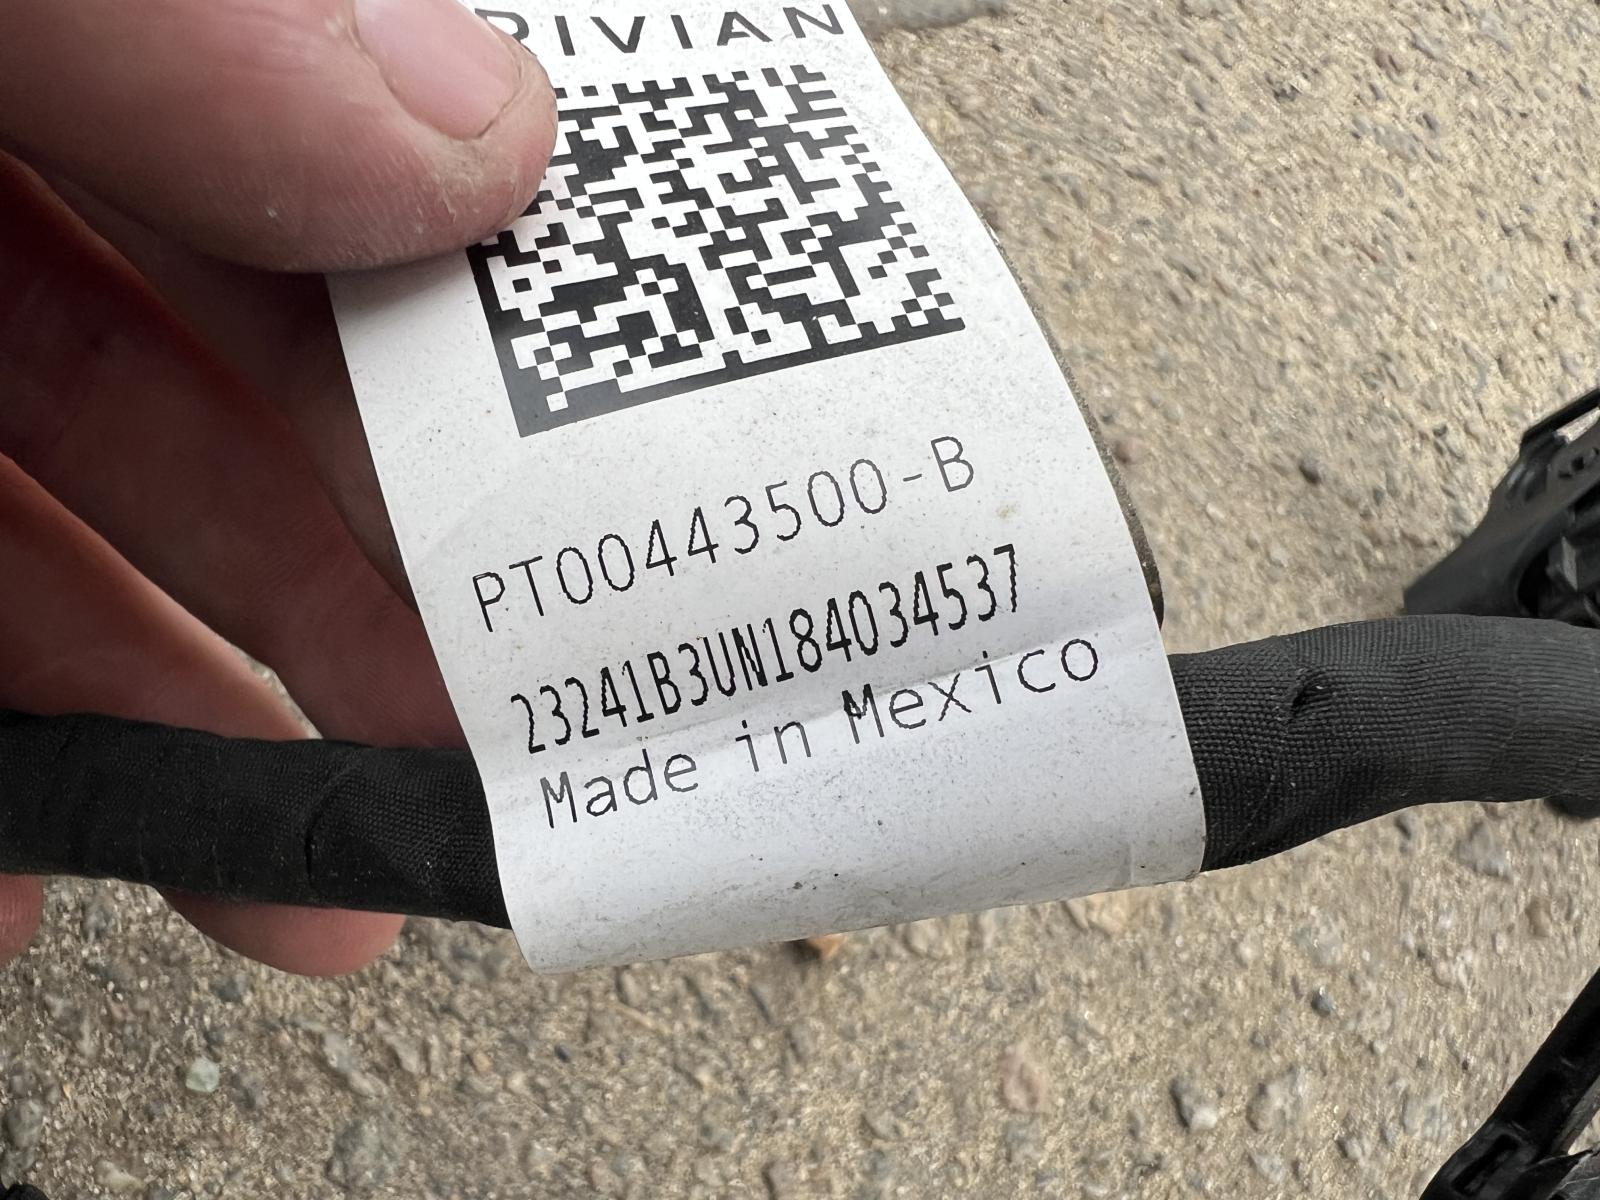 RIVIAN
PT00443500-B
23241B3UN184034537
Made in Mexico